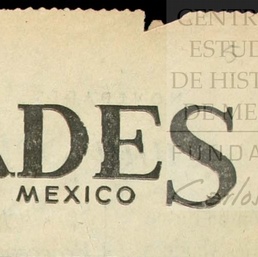 CENTR
ESTUD
DE HIST
DE ME
FUNDA
Carlos
ADES
MEXICO